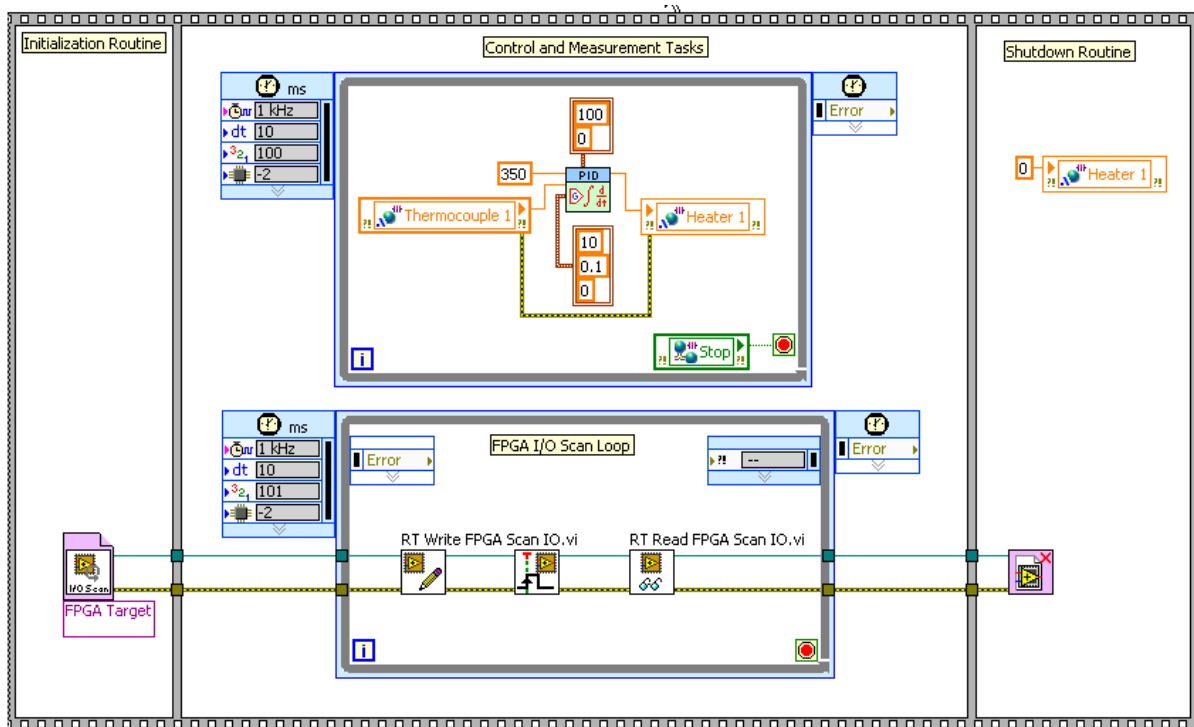 Initialization Routine
Control and Measurement Tasks
Shutdown Routine
ms
1 kHz
dt 10
321 100
-2
Error
100
0
350
PID
G∫ d/dt
Thermocouple 1
?!
?!
Heater 1
?!
?!
10
0.1
0
Stop
?!
?!
i
0
Heater 1
?!
?!
ms
1 kHz
dt 10
321 101
-2
FPGA I/O Scan Loop
Error
?! --
Error
RT Write FPGA Scan IO.vi
RT Read FPGA Scan IO.vi
I/O Scan
FPGA Target
i